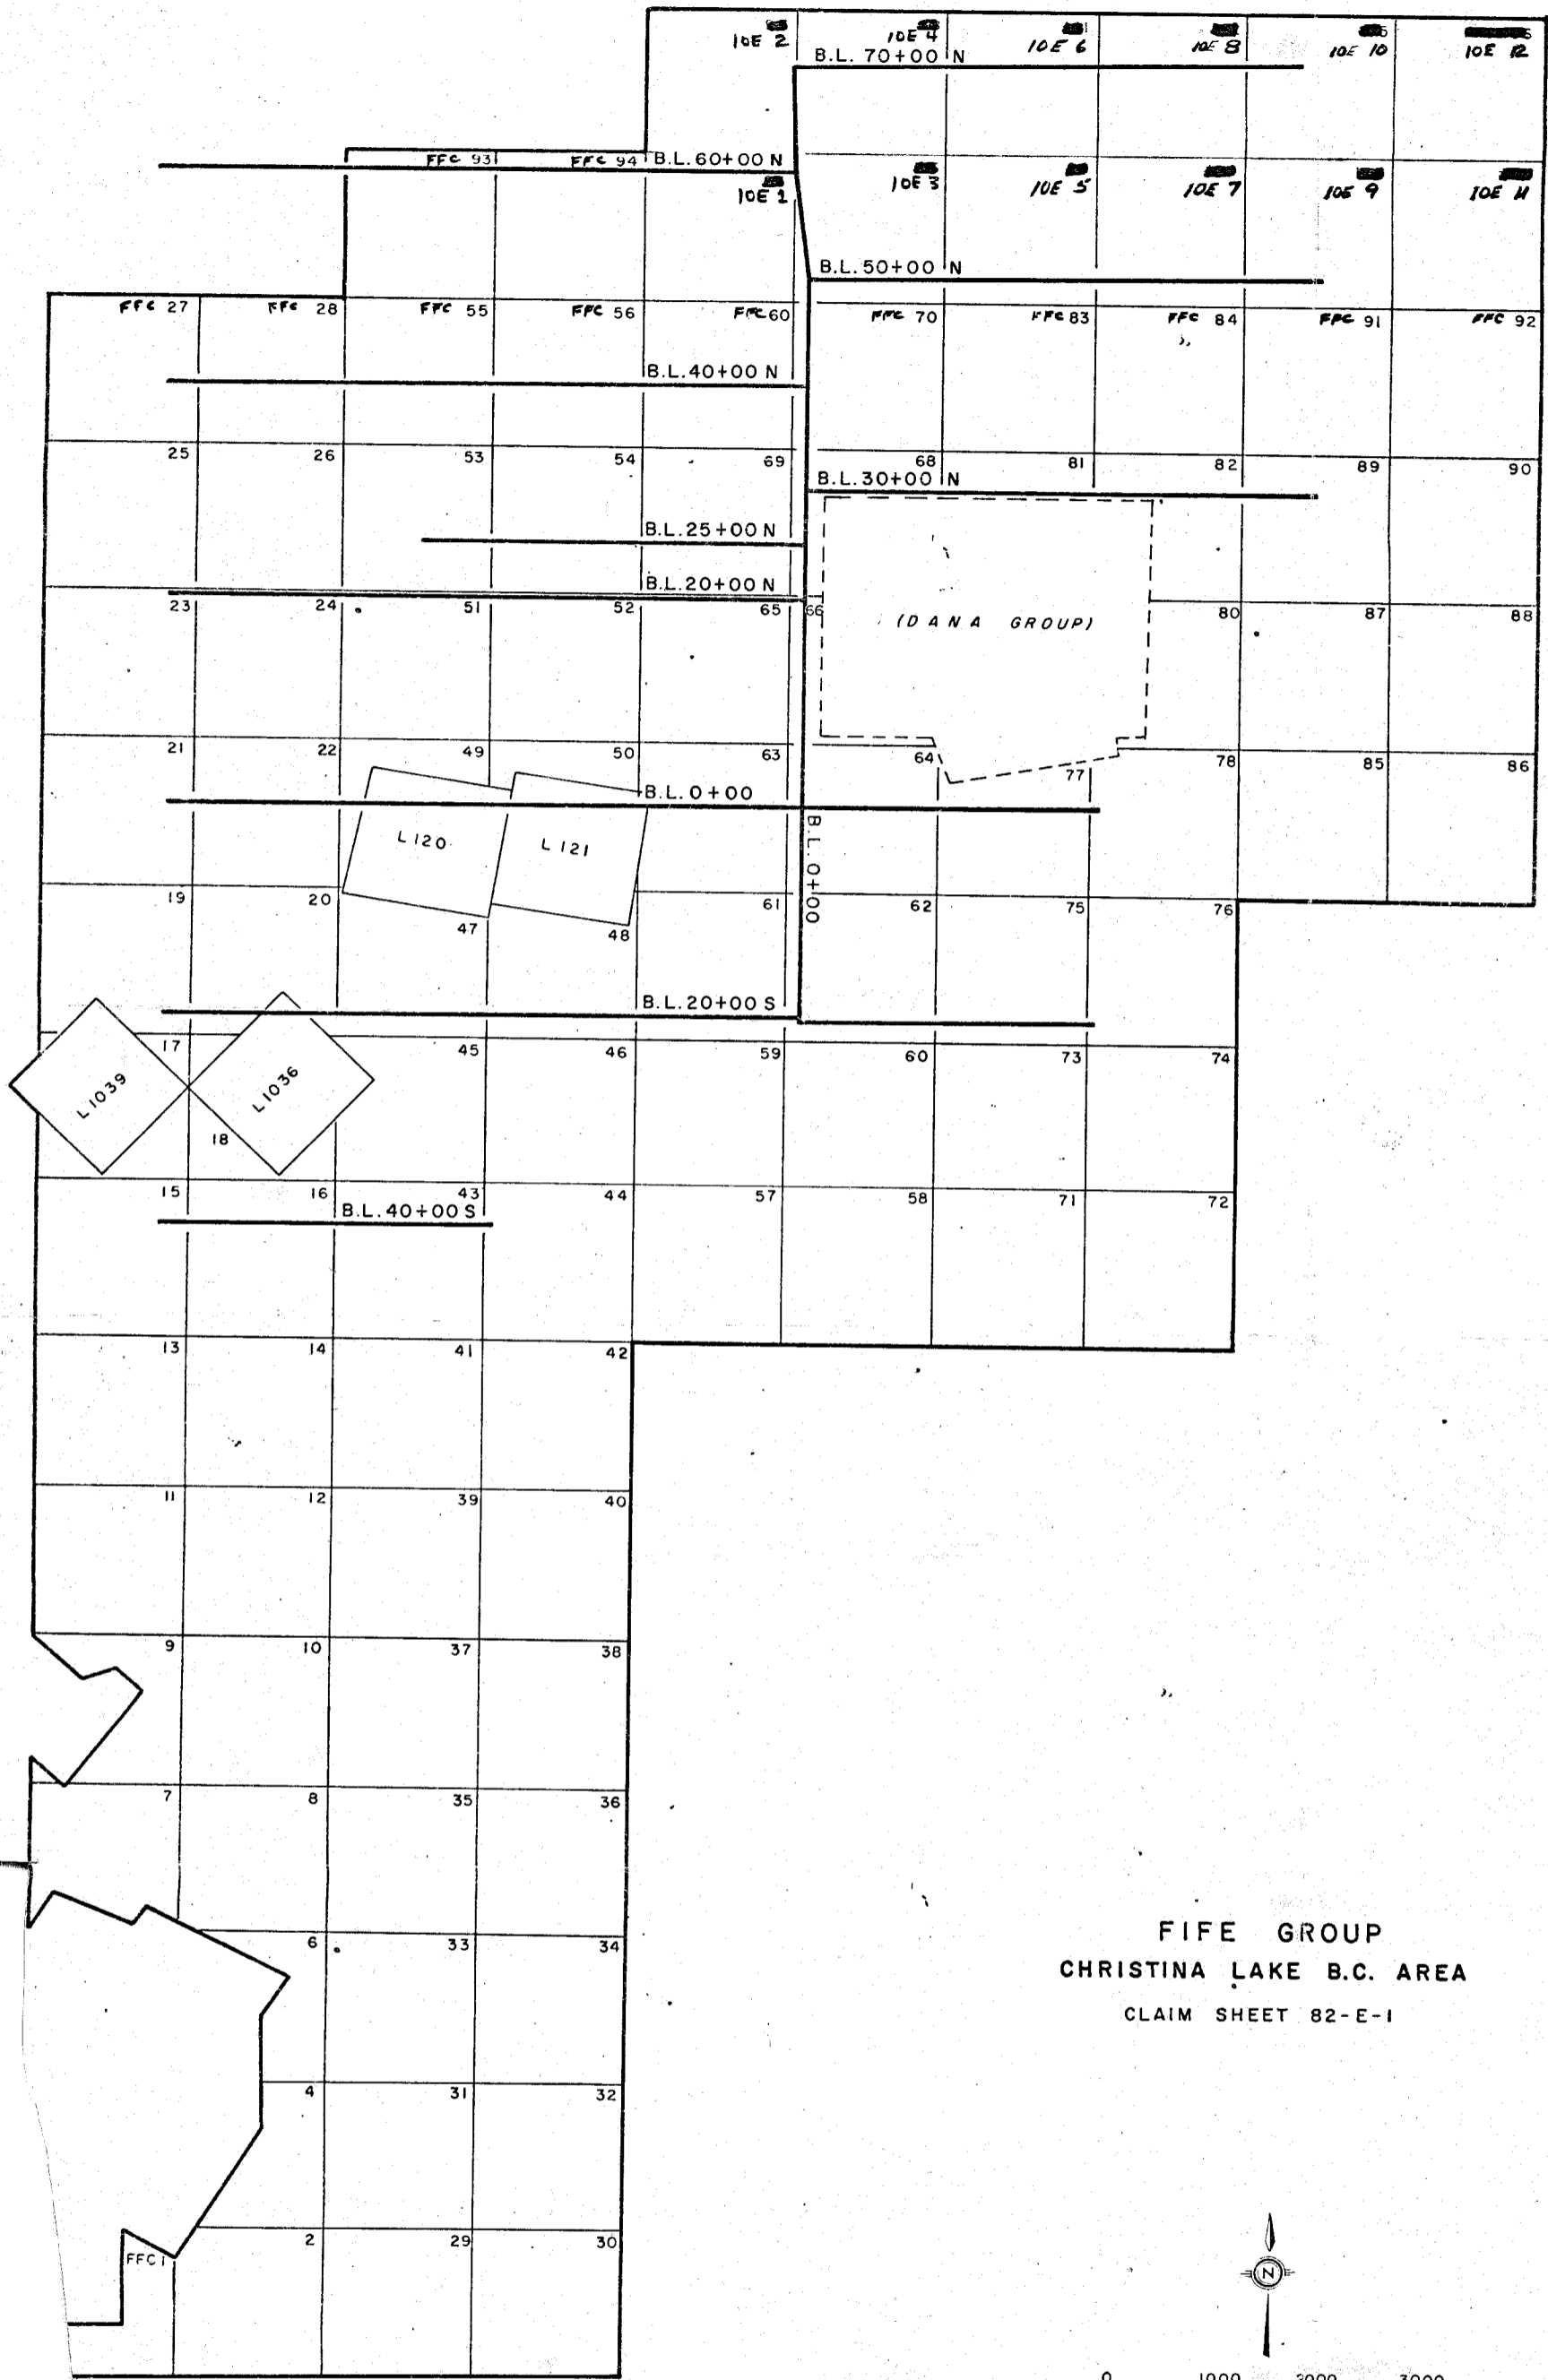 10E 2 10E 4 10E 6 10E 8 10E 10 10E 12
B.L. 70+00 N
FFC 93 FFC 94 B.L. 60+00 N
10E 1 10E 3 10E 5 10E 7 10E 9 10E 11
B.L. 50+00 N
FFC 27 FFC 28 FFC 55 FFC 56 FFC 60 FFC 70 FFC 83 FFC 84 FFC 91 FFC 92
B.L. 40+00 N
25 26 53 54 69 68 81 82 89 90
B.L. 30+00 N
B.L. 25+00 N
B.L. 20+00 N
23 24 51 52 65 66 (DANA GROUP) 80 87 88
21 22 49 50 63 64 77 78 85 86
B.L. 0+00
L 120 L 121
B.L. 0+00
19 20 47 48 61 62 75 76
B.L. 20+00 S
17 45 46 59 60 73 74
L 1039 L 1036
18
15 16 43 44 57 58 71 72
B.L. 40+00 S
13 14 41 42
11 12 39 40
9 10 37 38
7 8 35 36
6 33 34
FIFE GROUP
CHRISTINA LAKE B.C. AREA
CLAIM SHEET 82-E-1
4 31 32
2 29 30
FFC 1
N
0 1000 2000 3000